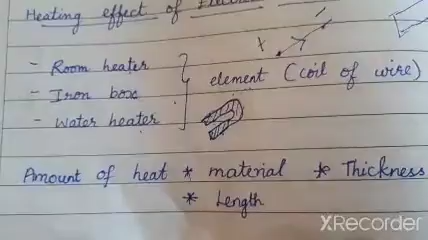 Heating effect of Electric
- Room heater
- Iron box
- Water heater
element (coil of wire)
Amount of heat * material * Thickness
* Length
XRecorder